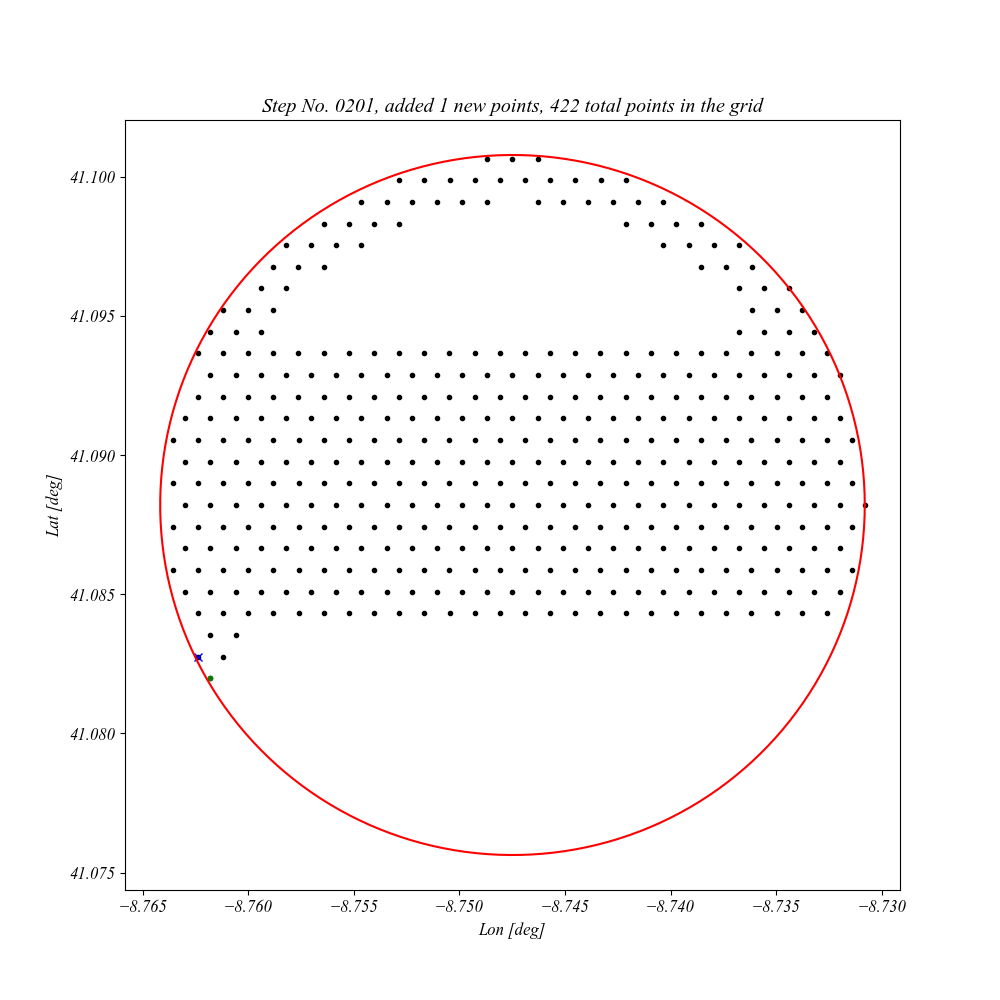 Step No. 0201, added 1 new points, 422 total points in the grid
41.100
41.095
41.090
41.085
41.080
41.075
Lat [deg]
−8.765 −8.760 −8.755 −8.750 −8.745 −8.740 −8.735 −8.730
Lon [deg]